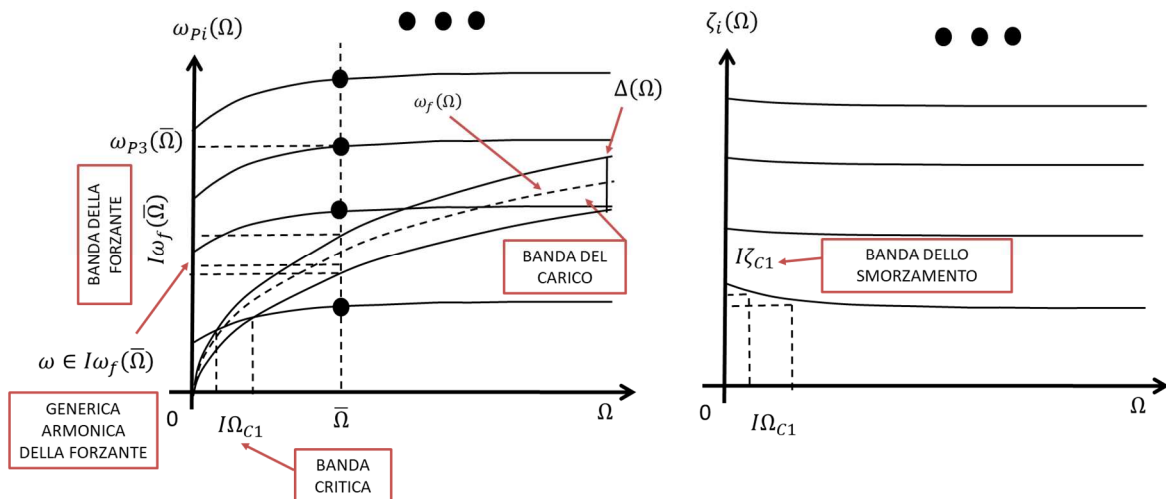 ω_{Pi}(Ω)
ω_{P3}(Ω̅)
BANDA DELLA
FORZANTE
Iω_f(Ω̅)
ω ∈ Iω_f(Ω̅)
GENERICA
ARMONICA
DELLA FORZANTE
0
IΩ_{C1}
Ω̅
Ω
BANDA
CRITICA
ω_f(Ω)
Δ(Ω)
BANDA DEL
CARICO
ζ_i(Ω)
Iζ_{C1}
BANDA DELLO
SMORZAMENTO
0
IΩ_{C1}
Ω